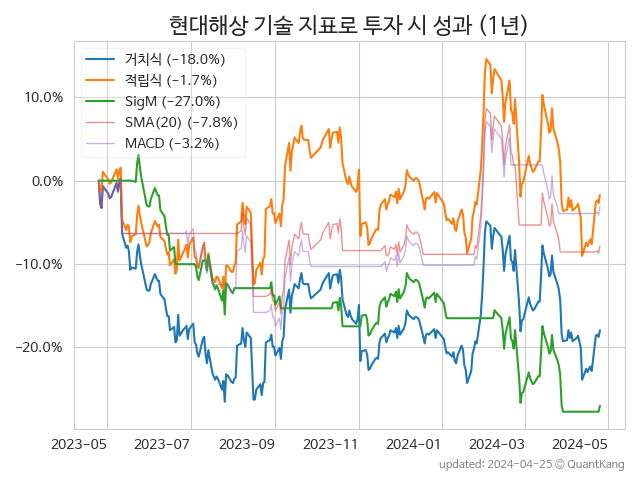 현대해상 기술 지표로 투자 시 성과 (1년)
거치식 (−18.0%)
적립식 (−1.7%)
SigM (−27.0%)
SMA(20) (−7.8%)
MACD (−3.2%)
10.0%
0.0%
−10.0%
−20.0%
2023-05 2023-07 2023-09 2023-11 2024-01 2024-03 2024-05
updated: 2024-04-25 © QuantKang